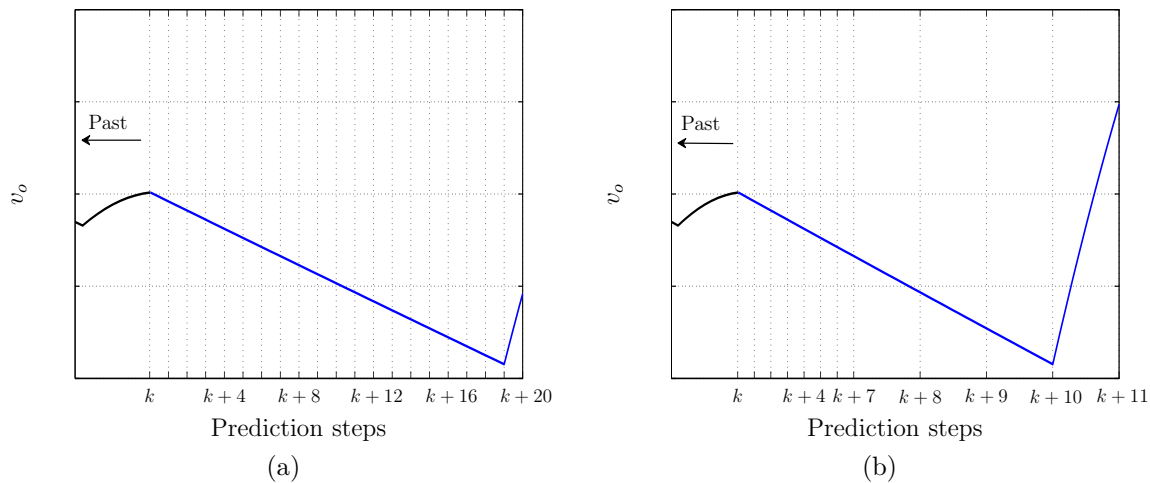 Past
v_o
k k + 4 k + 8 k + 12 k + 16 k + 20
Prediction steps
(a)
Past
v_o
k k + 4 k + 7 k + 8 k + 9 k + 10 k + 11
Prediction steps
(b)